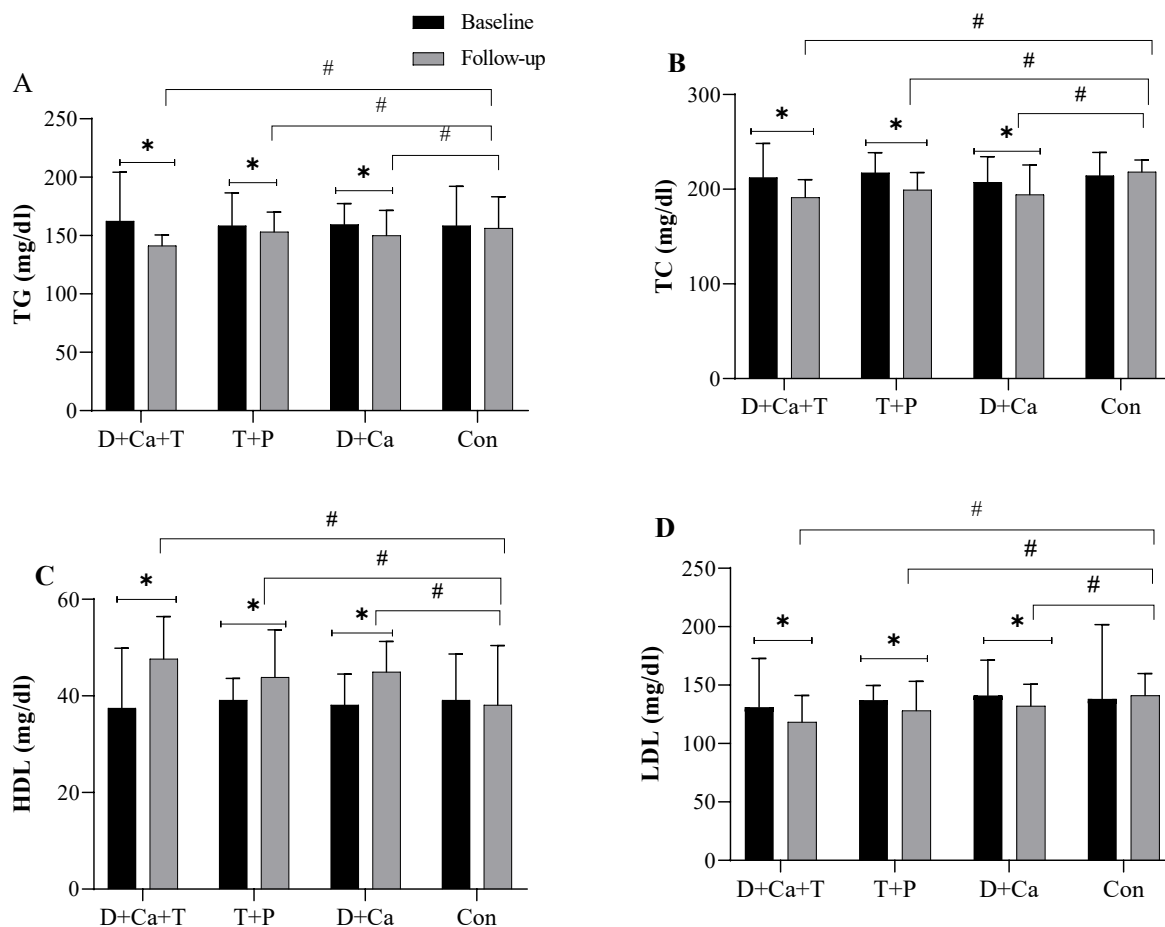 Baseline
Follow-up
A
#
#
#
*
*
*
250
200
150
100
50
0
TG (mg/dl)
D+Ca+T
T+P
D+Ca
Con
B
#
#
#
*
*
*
300
200
100
0
TC (mg/dl)
D+Ca+T
T+P
D+Ca
Con
C
#
#
#
*
*
*
60
40
20
0
HDL (mg/dl)
D+Ca+T
T+P
D+Ca
Con
D
#
#
#
*
*
*
250
200
150
100
50
0
LDL (mg/dl)
D+Ca+T
T+P
D+Ca
Con